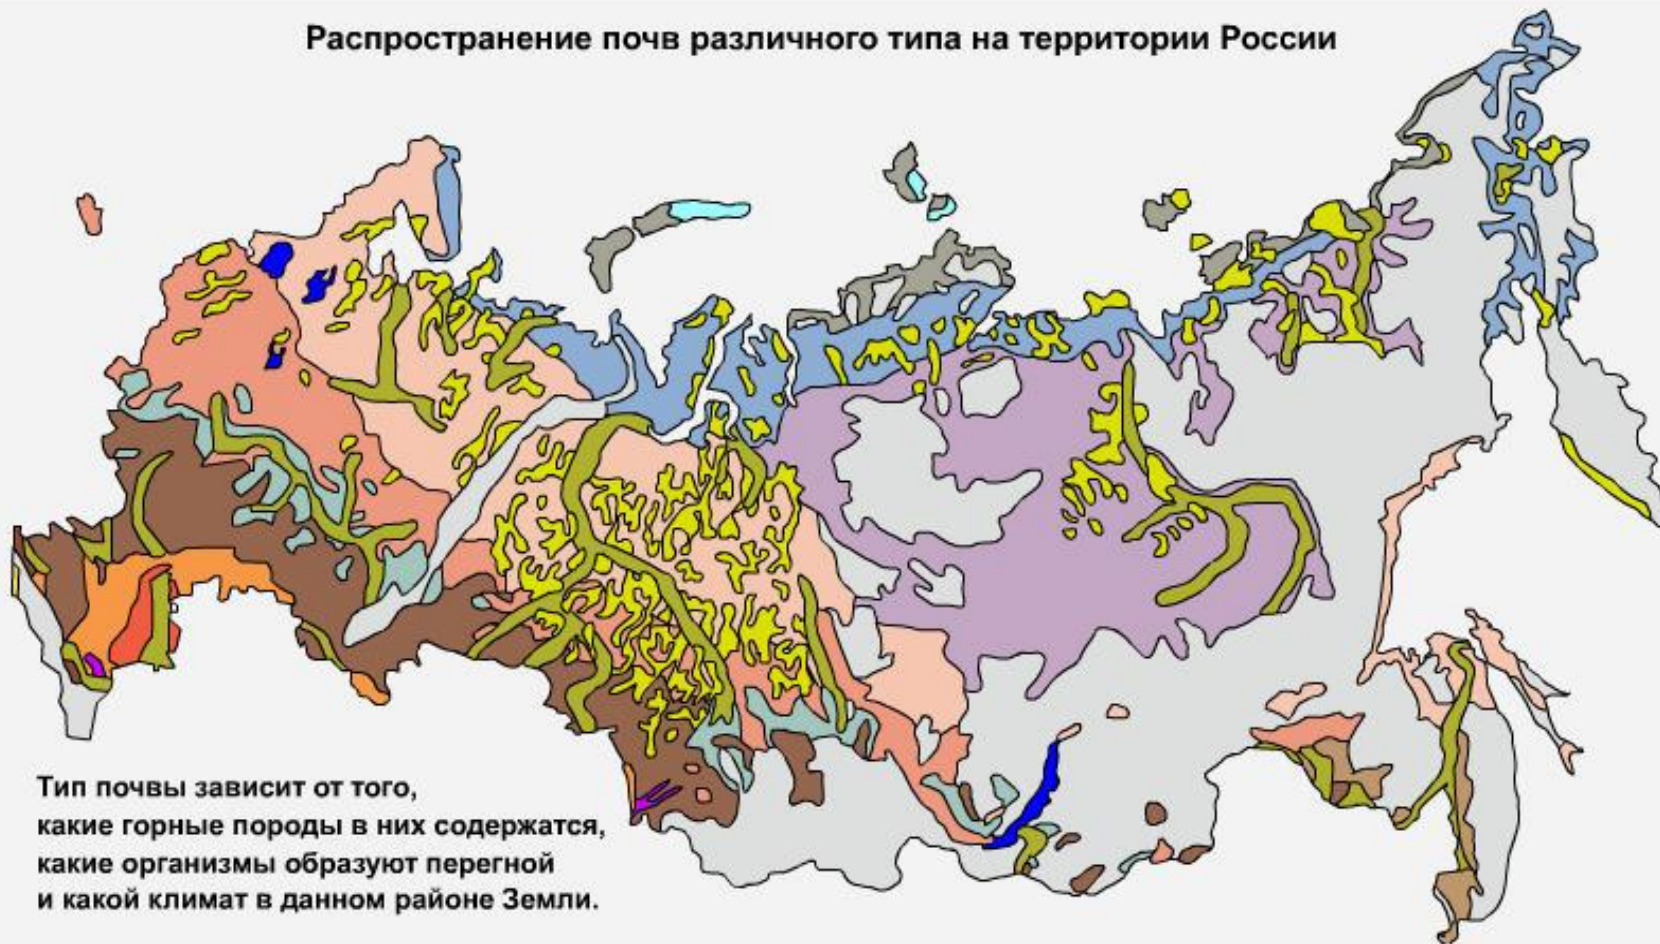 Распространение почв различного типа на территории России
Тип почвы зависит от того,
какие горные породы в них содержатся,
какие организмы образуют перегной
и какой климат в данном районе Земли.